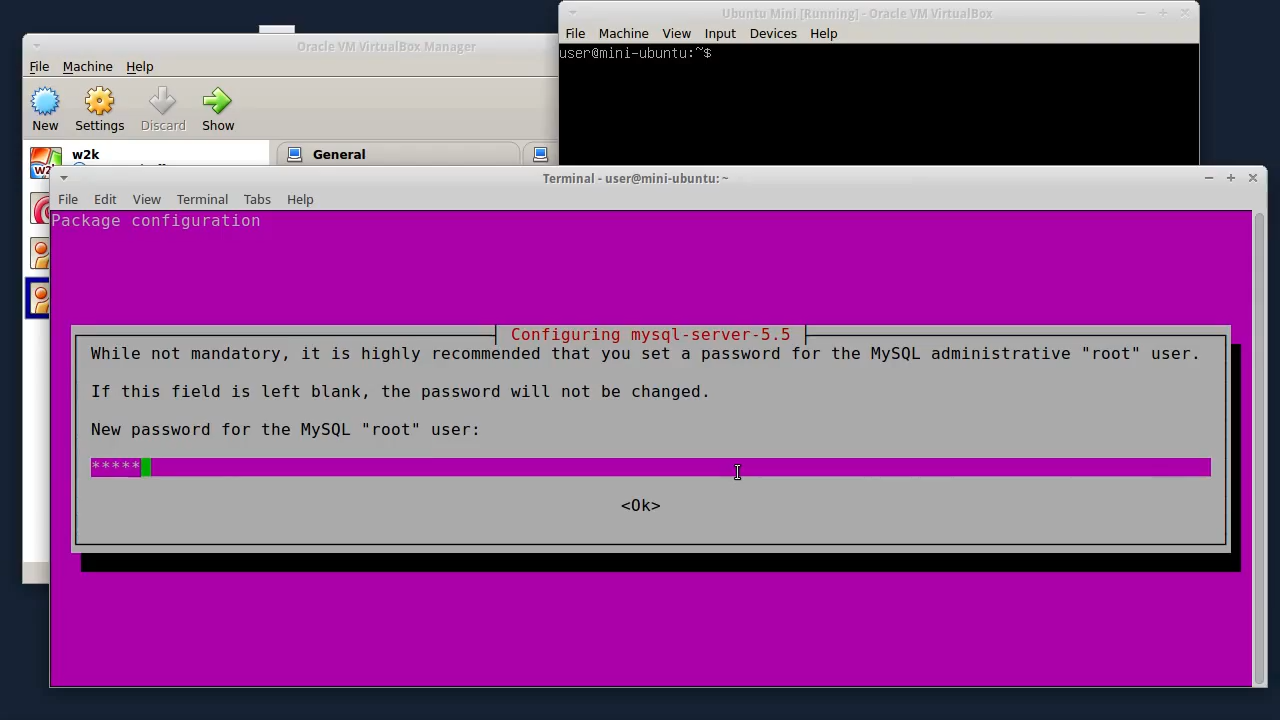 Ubuntu Mini [Running] - Oracle VM VirtualBox
File Machine View Input Devices Help
user@mini-ubuntu:~$
Oracle VM VirtualBox Manager
File Machine Help
New Settings Discard Show
w2k
General
Terminal - user@mini-ubuntu: ~
File Edit View Terminal Tabs Help
Package configuration
Configuring mysql-server-5.5
While not mandatory, it is highly recommended that you set a password for the MySQL administrative "root" user.
If this field is left blank, the password will not be changed.
New password for the MySQL "root" user:
*****
<Ok>